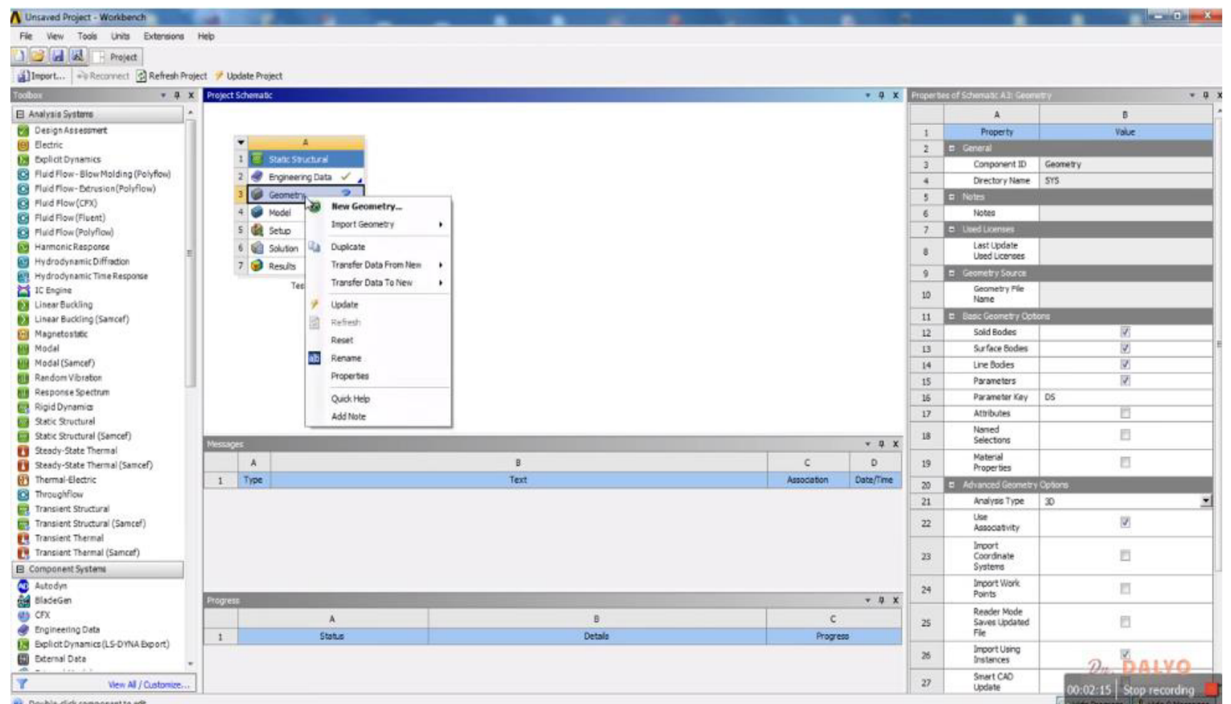 Unsaved Project - Workbench
File View Tools Units Extensions Help
Project
Import... Reconnect Refresh Project Update Project
Toolbox
Analysis Systems
Design Assessment
Electric
Explicit Dynamics
Fluid Flow - Blow Molding (Polyflow)
Fluid Flow - Extrusion (Polyflow)
Fluid Flow (CFX)
Fluid Flow (Fluent)
Fluid Flow (Polyflow)
Harmonic Response
Hydrodynamic Diffraction
Hydrodynamic Time Response
IC Engine
Linear Buckling
Linear Buckling (Samcef)
Magnetostatic
Modal
Modal (Samcef)
Random Vibration
Response Spectrum
Rigid Dynamics
Static Structural
Static Structural (Samcef)
Steady-State Thermal
Steady-State Thermal (Samcef)
Thermal-Electric
Throughflow
Transient Structural
Transient Structural (Samcef)
Transient Thermal
Transient Thermal (Samcef)
Component Systems
Autodyn
BladeGen
CFX
Engineering Data
Explicit Dynamics (LS-DYNA Export)
External Data
View All / Customize...
Double-click component to edit.
Project Schematic
A
1 Static Structural
2 Engineering Data
3 Geometry
4 Model
5 Setup
6 Solution
7 Results
Tes
New Geometry...
Import Geometry
Duplicate
Transfer Data From New
Transfer Data To New
Update
Refresh
Reset
Rename
Properties
Quick Help
Add Note
Messages
A B C D
1 Type Text Association Date/Time
Progress
A B C
1 Status Details Progress
Properties of Schematic A3: Geometry
A B
1 Property Value
2 General
3 Component ID Geometry
4 Directory Name SYS
5 Notes
6 Notes
7 Used Licenses
8 Last Update Used Licenses
9 Geometry Source
10 Geometry File Name
11 Basic Geometry Options
12 Solid Bodies
13 Surface Bodies
14 Line Bodies
15 Parameters
16 Parameter Key DS
17 Attributes
18 Named Selections
19 Material Properties
20 Advanced Geometry Options
21 Analysis Type 3D
22 Use Associativity
23 Import Coordinate Systems
24 Import Work Points
25 Reader Mode Saves Updated File
26 Import Using Instances
27 Smart CAD Update
Dr. DALYO
00:02:15 Stop recording